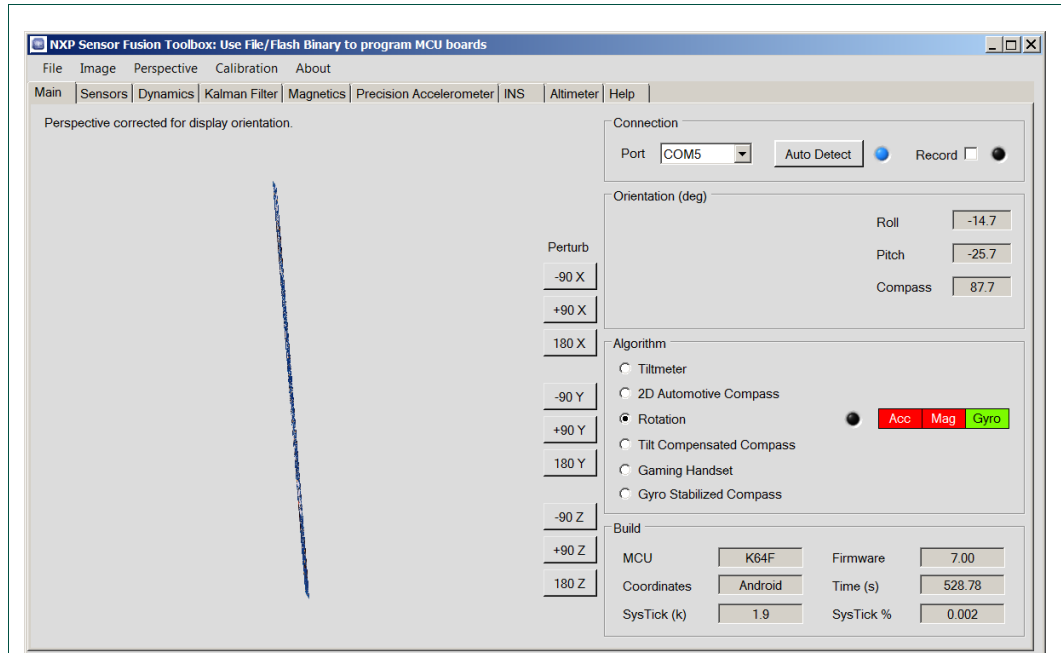 NXP Sensor Fusion Toolbox: Use File/Flash Binary to program MCU boards
File Image Perspective Calibration About
Main Sensors Dynamics Kalman Filter Magnetics Precision Accelerometer INS Altimeter Help
Perspective corrected for display orientation.
Connection
Port COM5 Auto Detect Record
Orientation (deg)
Roll -14.7
Pitch -25.7
Compass 87.7
Perturb
-90 X
+90 X
180 X
-90 Y
+90 Y
180 Y
-90 Z
+90 Z
180 Z
Algorithm
Tiltmeter
2D Automotive Compass
Rotation Acc Mag Gyro
Tilt Compensated Compass
Gaming Handset
Gyro Stabilized Compass
Build
MCU K64F Firmware 7.00
Coordinates Android Time (s) 528.78
SysTick (k) 1.9 SysTick % 0.002